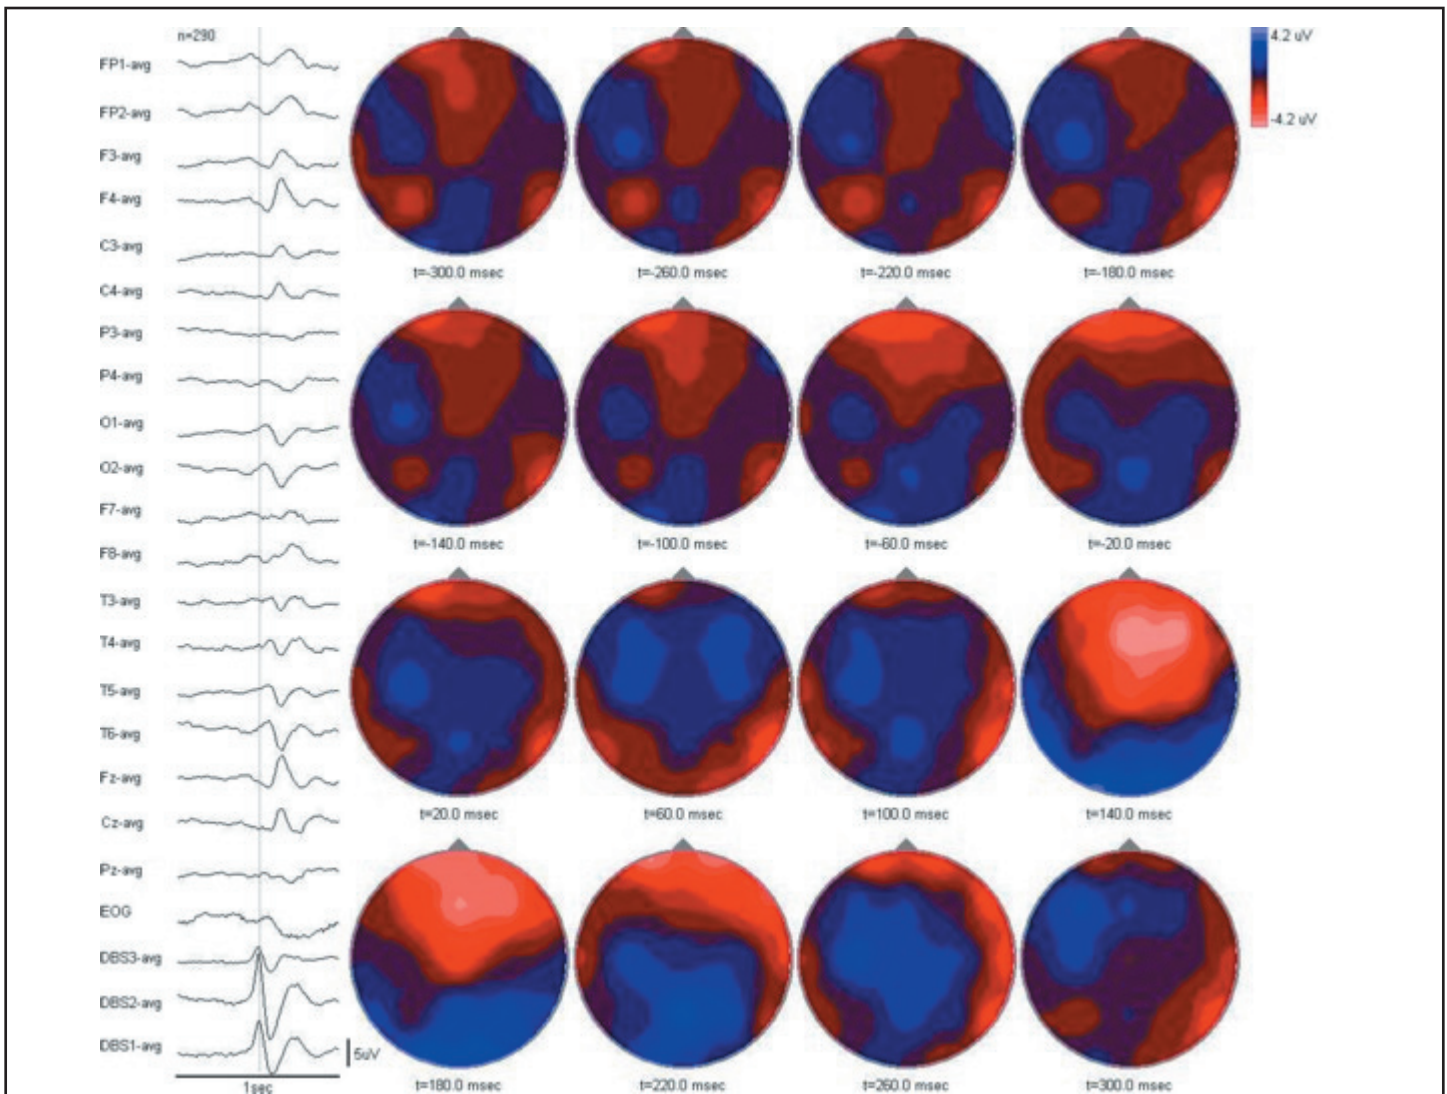 n=290
FP1-avg
FP2-avg
F3-avg
F4-avg
C3-avg
C4-avg
P3-avg
P4-avg
O1-avg
O2-avg
F7-avg
F8-avg
T3-avg
T4-avg
T5-avg
T6-avg
Fz-avg
Cz-avg
Pz-avg
EOG
DBS3-avg
DBS2-avg
DBS1-avg
5uV
1sec
4.2 uV
-4.2 uV
t=-300.0 msec
t=-260.0 msec
t=-220.0 msec
t=-180.0 msec
t=-140.0 msec
t=-100.0 msec
t=-60.0 msec
t=-20.0 msec
t=20.0 msec
t=60.0 msec
t=100.0 msec
t=140.0 msec
t=180.0 msec
t=220.0 msec
t=260.0 msec
t=300.0 msec